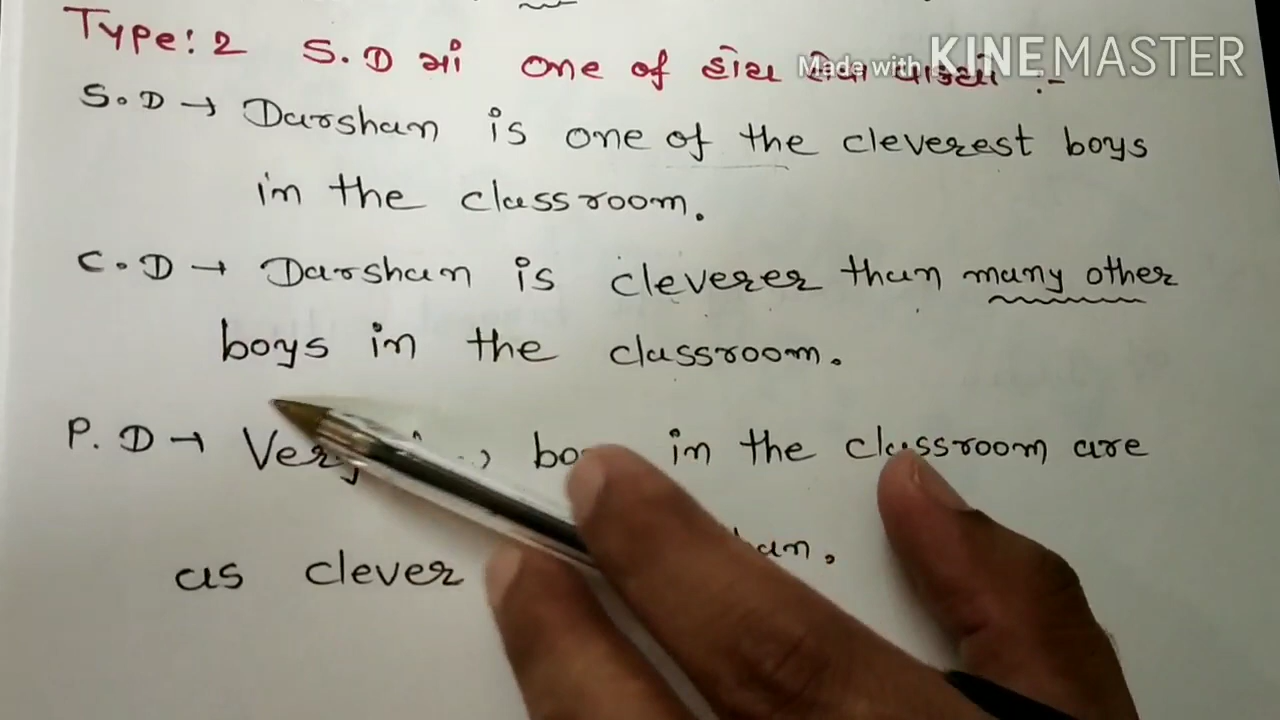 Type: 2 S.D માં one of હોય તેવા વાક્યો :-
Made with KINEMASTER
S.D → Darshan is one of the cleverest boys
in the classroom.
C.D → Darshan is cleverer than many other
boys in the classroom.
P.D → Very in the classroom are
as clever